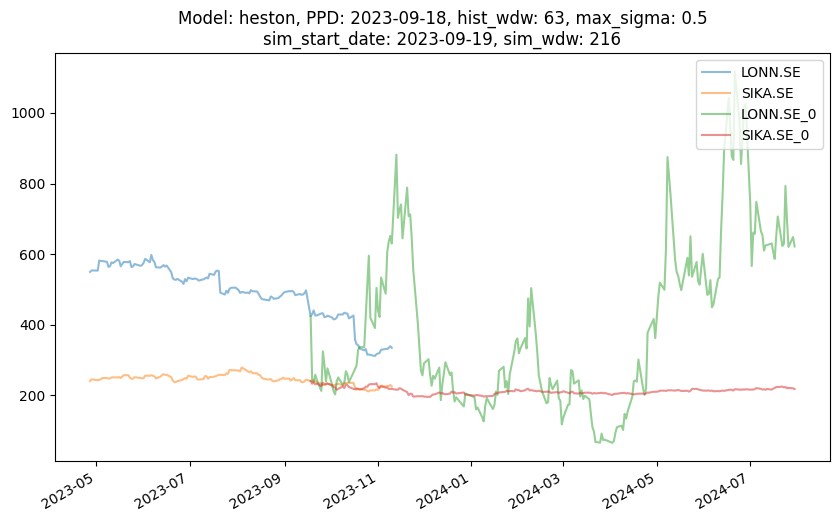 Model: heston, PPD: 2023-09-18, hist_wdw: 63, max_sigma: 0.5
sim_start_date: 2023-09-19, sim_wdw: 216
LONN.SE
SIKA.SE
LONN.SE_0
SIKA.SE_0
1000
800
600
400
200
2023-05
2023-07
2023-09
2023-11
2024-01
2024-03
2024-05
2024-07